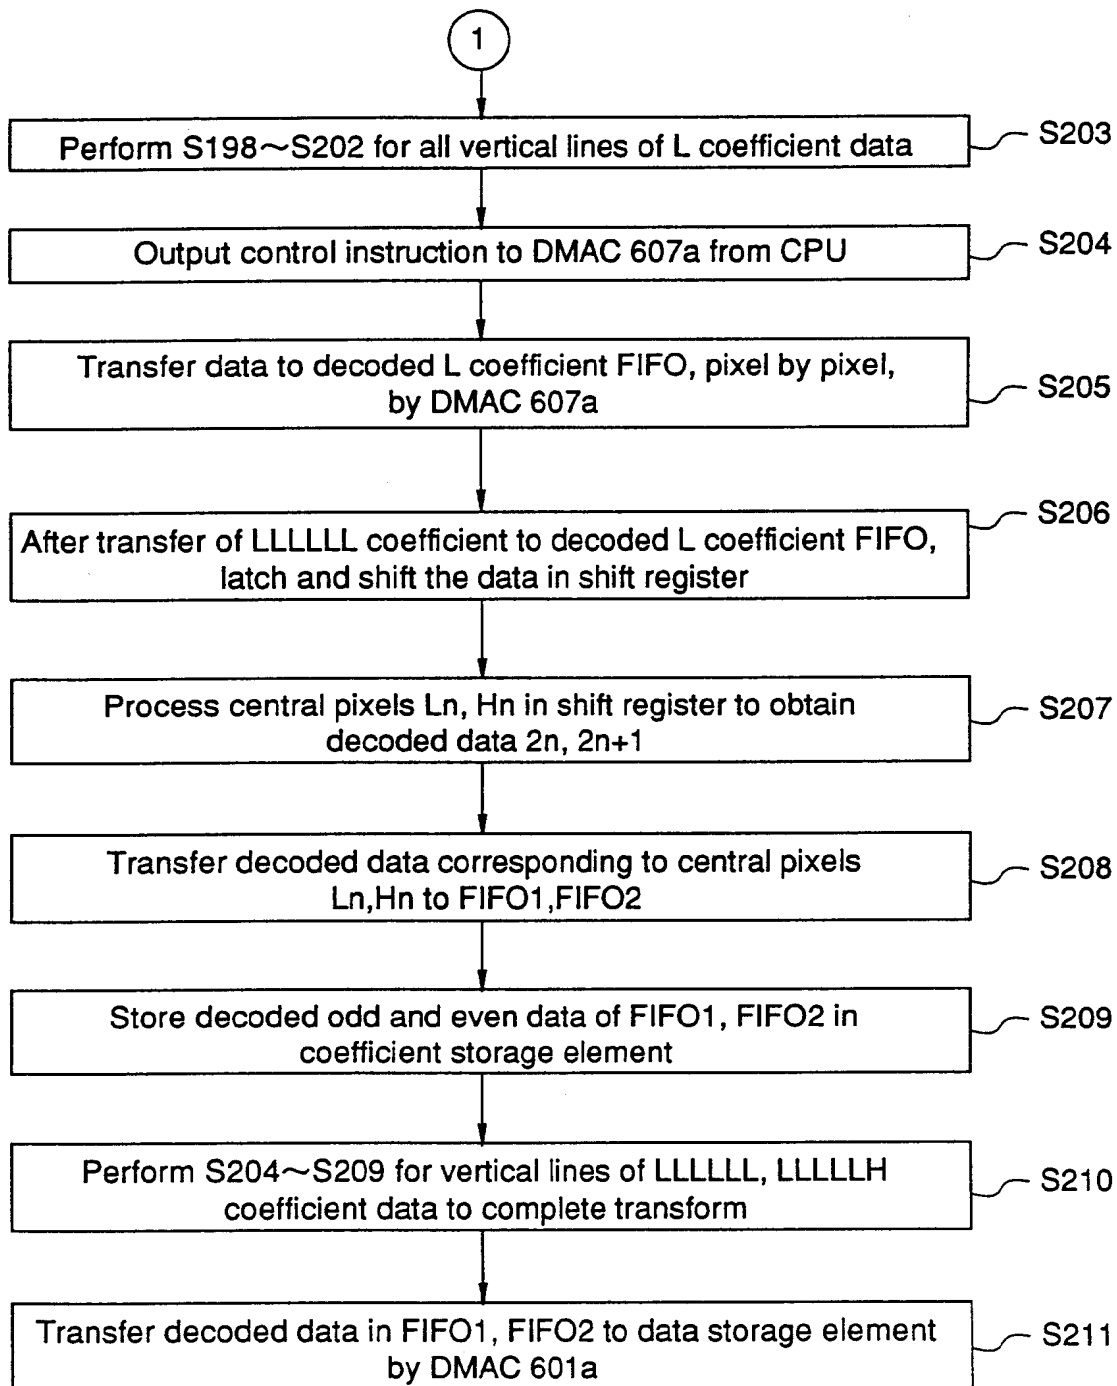 1
Perform S198~S202 for all vertical lines of L coefficient data
S203
Output control instruction to DMAC 607a from CPU
S204
Transfer data to decoded L coefficient FIFO, pixel by pixel,
by DMAC 607a
S205
After transfer of LLLLLL coefficient to decoded L coefficient FIFO,
latch and shift the data in shift register
S206
Process central pixels Ln, Hn in shift register to obtain
decoded data 2n, 2n+1
S207
Transfer decoded data corresponding to central pixels
Ln,Hn to FIFO1,FIFO2
S208
Store decoded odd and even data of FIFO1, FIFO2 in
coefficient storage element
S209
Perform S204~S209 for vertical lines of LLLLLL, LLLLLH
coefficient data to complete transform
S210
Transfer decoded data in FIFO1, FIFO2 to data storage element
by DMAC 601a
S211